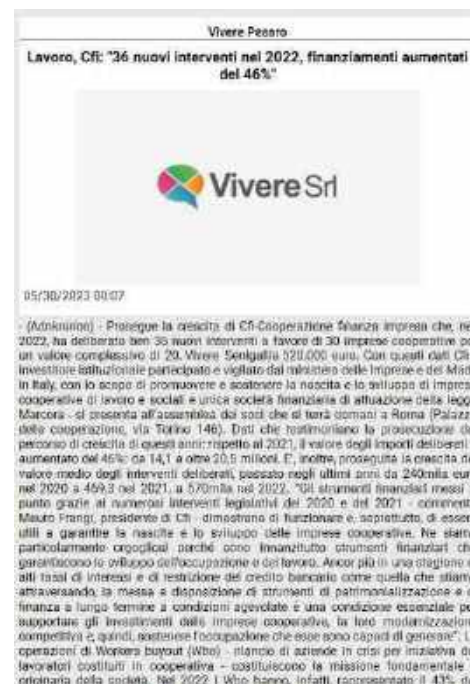 Vivere Pesaro
Lavoro, Cfi: "36 nuovi interventi nel 2022, finanziamenti aumentati
del 46%"
Vivere Srl
05/30/2023 00:07
- (Adnkronos) - Prosegue la crescita di Cfi-Cooperazione finanza impresa che, nel
2022, ha deliberato ben 36 nuovi interventi a favore di 30 imprese cooperative per
un valore complessivo di 20. Vivere Senigallia 520.000 euro. Con questi dati Cfi
investitore istituzionale partecipato e vigilato dal ministero delle Imprese e del Made
in Italy, con lo scopo di promuovere e sostenere la nascita e lo sviluppo di imprese
cooperative di lavoro e sociali e unica società finanziaria di attuazione della legge
Marcora - si presenta all'assemblea dei soci che si terrà domani a Roma (Palazzo
della cooperazione, via Torino 146). Dati che testimoniano la prosecuzione del
percorso di crescita di questi anni: rispetto al 2021, il valore degli importi deliberati è
aumentato del 46%: da 14,1 a oltre 20,5 milioni. E', inoltre, proseguita la crescita del
valore medio degli interventi deliberati, passato negli ultimi anni da 240mila euro
nel 2020 a 469,3 nel 2021, a 570mila nel 2022. "Gli strumenti finanziari messi a
punto grazie ai numerosi interventi legislativi del 2020 e del 2021 - commenta
Mauro Frangi, presidente di Cfi - dimostrano di funzionare e, soprattutto, di essere
utili a garantire la nascita e lo sviluppo delle imprese cooperative. Ne siamo
particolarmente orgogliosi perché sono innanzitutto strumenti finanziari che
garantiscono lo sviluppo dell'occupazione e del lavoro. Ancor più in una stagione di
alti tassi di interessi e di restrizione del credito bancario come quella che stiamo
attraversando, la messa a disposizione di strumenti di patrimonializzazione e di
finanza a lungo termine a condizioni agevolate è una condizione essenziale per
supportare gli investimenti delle imprese cooperative, la loro modernizzazione
competitiva e, quindi, sostenere l'occupazione che esse sono capaci di generare". Le
operazioni di Workers buyout (Wbo) - rilancio di aziende in crisi per iniziativa dei
lavoratori costituiti in cooperativa - costituiscono la missione fondamentale e
originaria della società. Nel 2022 i Wbo hanno, infatti, rappresentato il 43% di